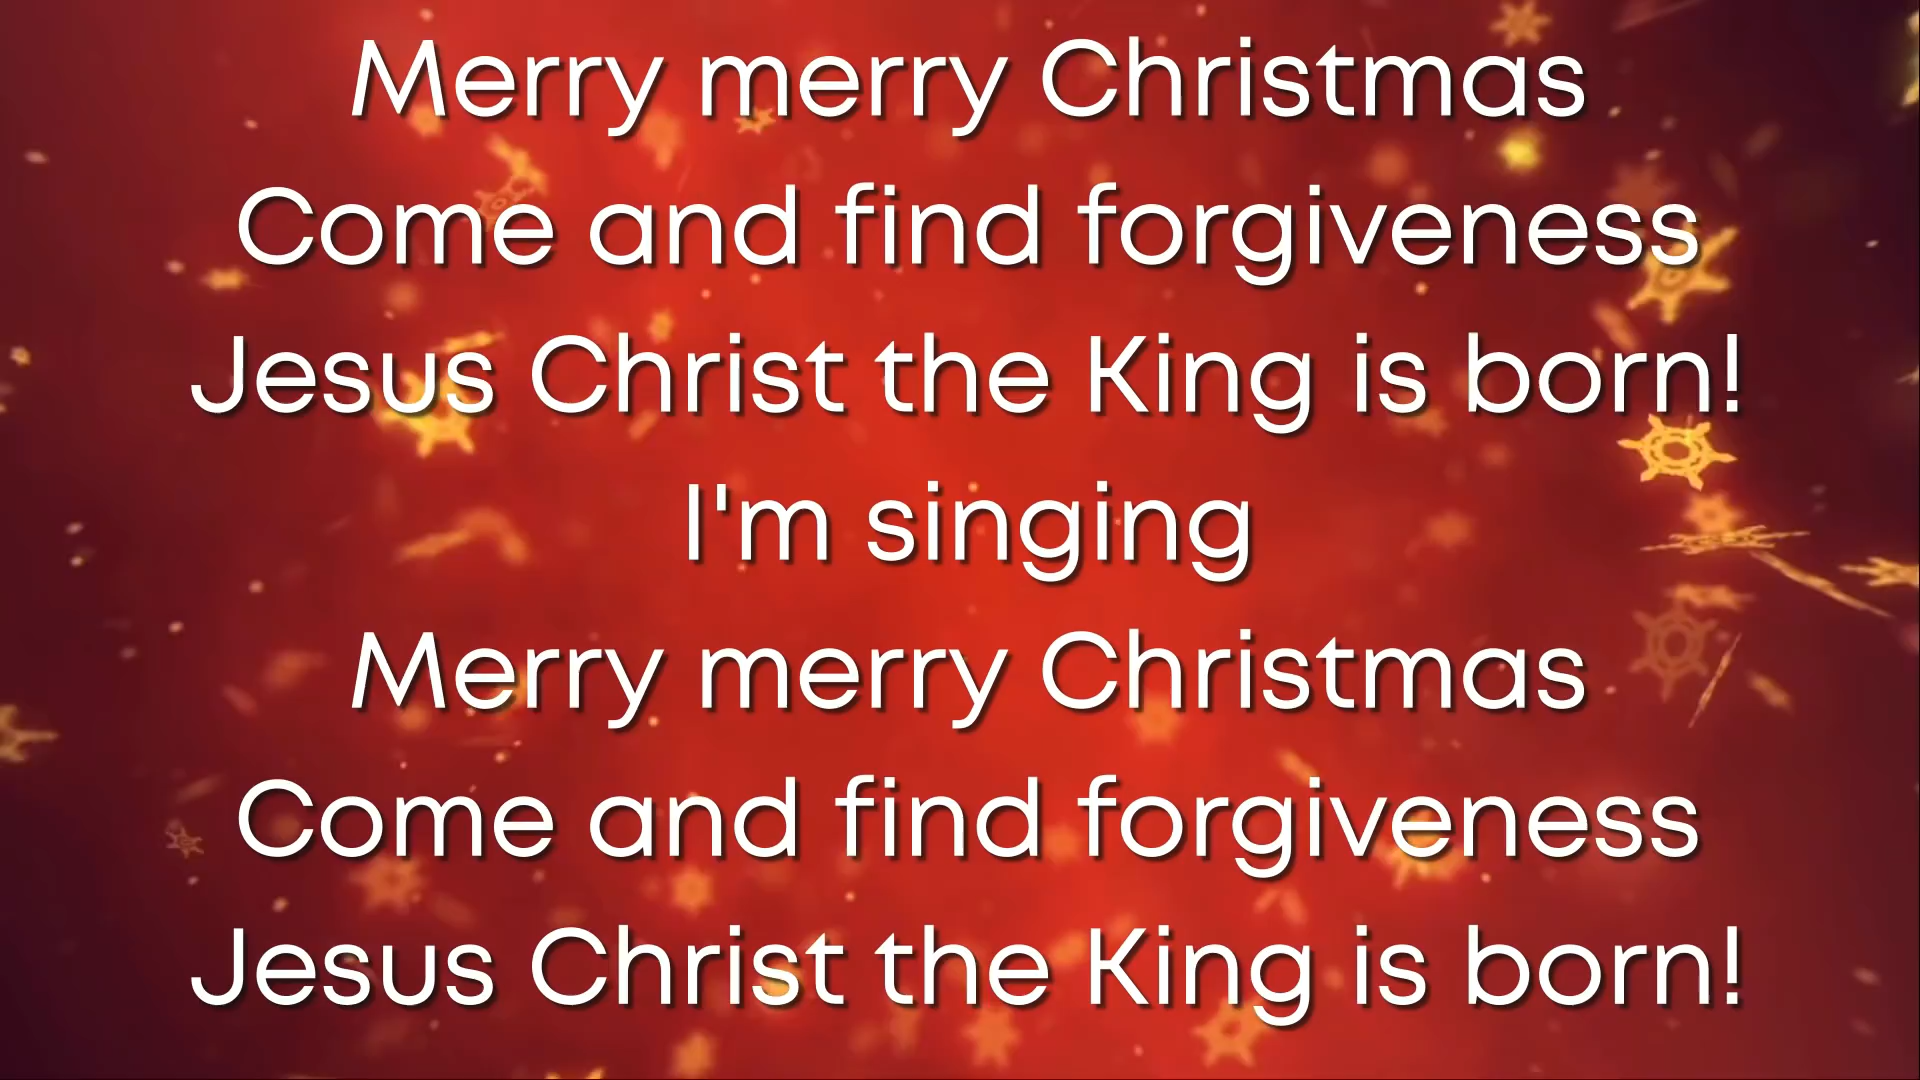 Merry merry Christmas
Come and find forgiveness
Jesus Christ the King is born!
I'm singing
Merry merry Christmas
Come and find forgiveness
Jesus Christ the King is born!